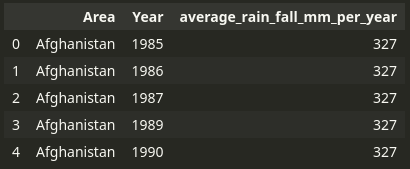 Area Year average_rain_fall_mm_per_year
0 Afghanistan 1985 327
1 Afghanistan 1986 327
2 Afghanistan 1987 327
3 Afghanistan 1989 327
4 Afghanistan 1990 327